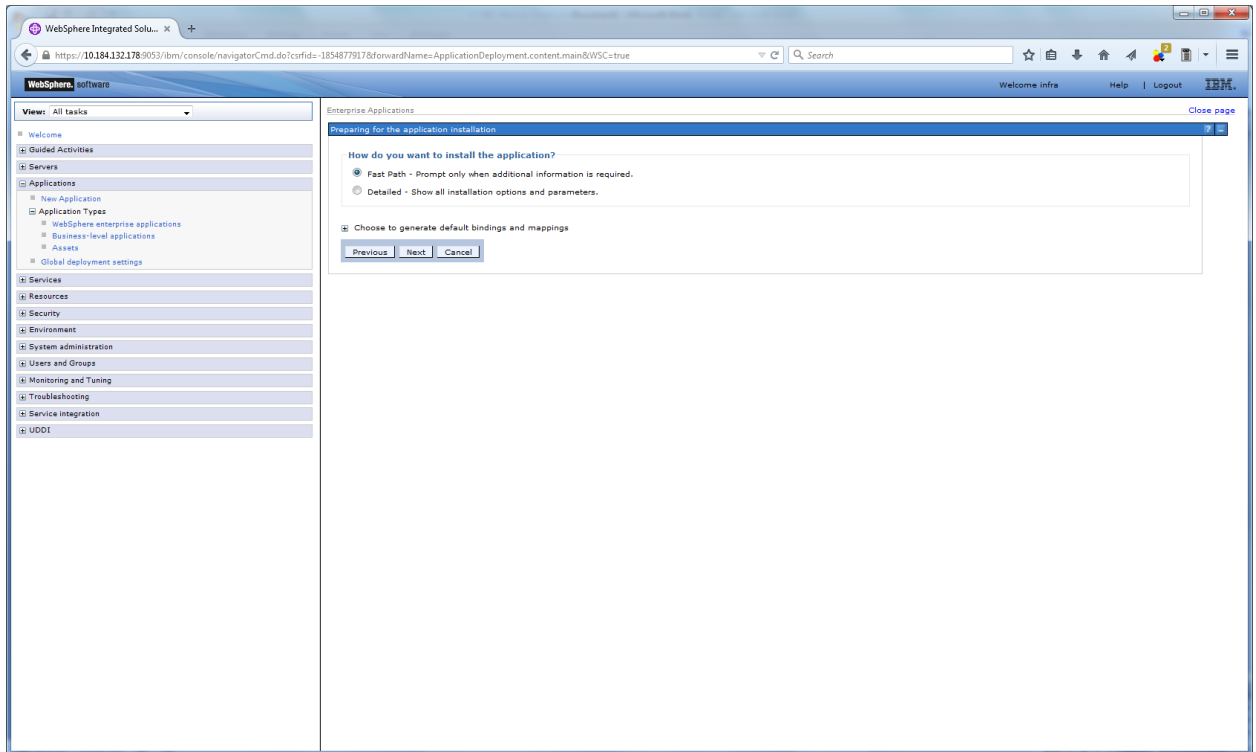 WebSphere Integrated Solu... × +
https://10.184.132.178:9053/ibm/console/navigatorCmd.do?csrfid=-1854877917&forwardName=ApplicationDeployment.content.main&WSC=true Search 2
WebSphere. software Welcome infra Help | Logout IBM.
View: All tasks
Welcome
Guided Activities
Servers
Applications
New Application
Application Types
WebSphere enterprise applications
Business-level applications
Assets
Global deployment settings
Services
Resources
Security
Environment
System administration
Users and Groups
Monitoring and Tuning
Troubleshooting
Service integration
UDDI
Enterprise Applications Close page
Preparing for the application installation ? -
How do you want to install the application?
Fast Path - Prompt only when additional information is required.
Detailed - Show all installation options and parameters.
Choose to generate default bindings and mappings
Previous Next Cancel